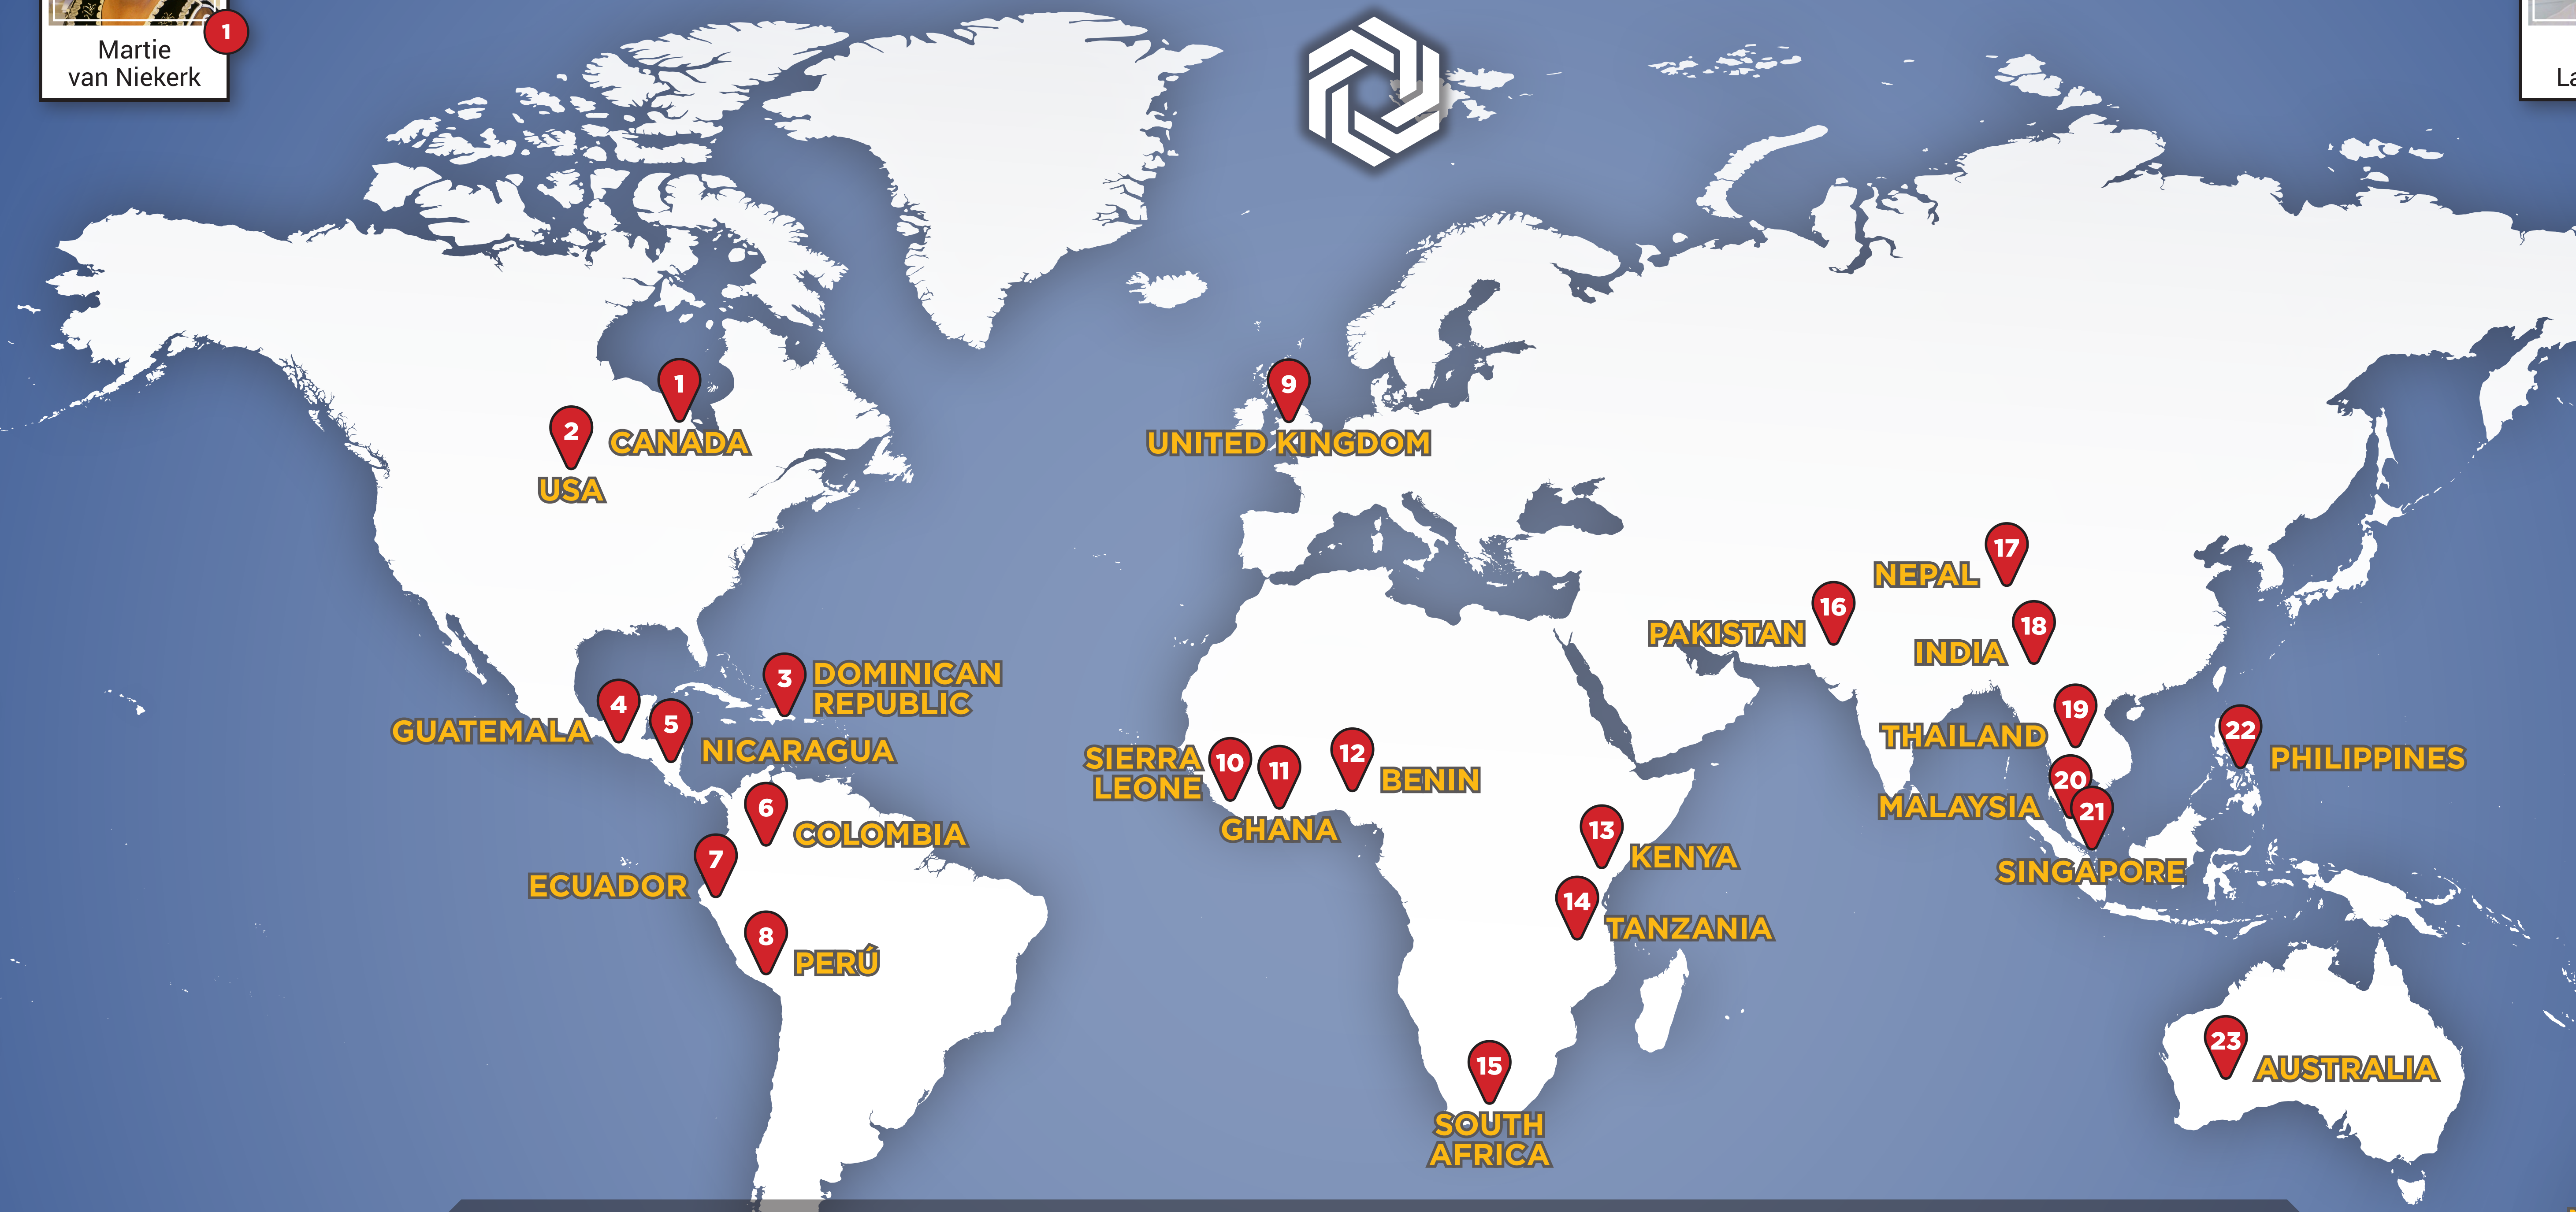 Martie
van Niekerk
1
La
1
CANADA
2
USA
3
DOMINICAN
REPUBLIC
4
GUATEMALA
5
NICARAGUA
6
COLOMBIA
7
ECUADOR
8
PERÚ
9
UNITED KINGDOM
10
SIERRA
LEONE
11
GHANA
12
BENIN
13
KENYA
14
TANZANIA
15
SOUTH
AFRICA
16
PAKISTAN
17
NEPAL
18
INDIA
19
THAILAND
20
MALAYSIA
21
SINGAPORE
22
PHILIPPINES
23
AUSTRALIA